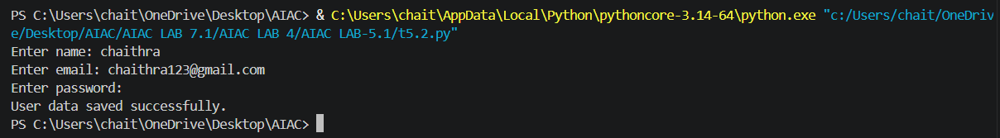 PS C:\Users\chait\OneDrive\Desktop\AIAC> & C:\Users\chait\AppData\Local\Python\pythoncore-3.14-64\python.exe "c:/Users/chait/OneDriv
e/Desktop/AIAC/AIAC LAB 7.1/AIAC LAB 4/AIAC LAB-5.1/t5.2.py"
Enter name: chaithra
Enter email: chaithra123@gmail.com
Enter password:
User data saved successfully.
PS C:\Users\chait\OneDrive\Desktop\AIAC>